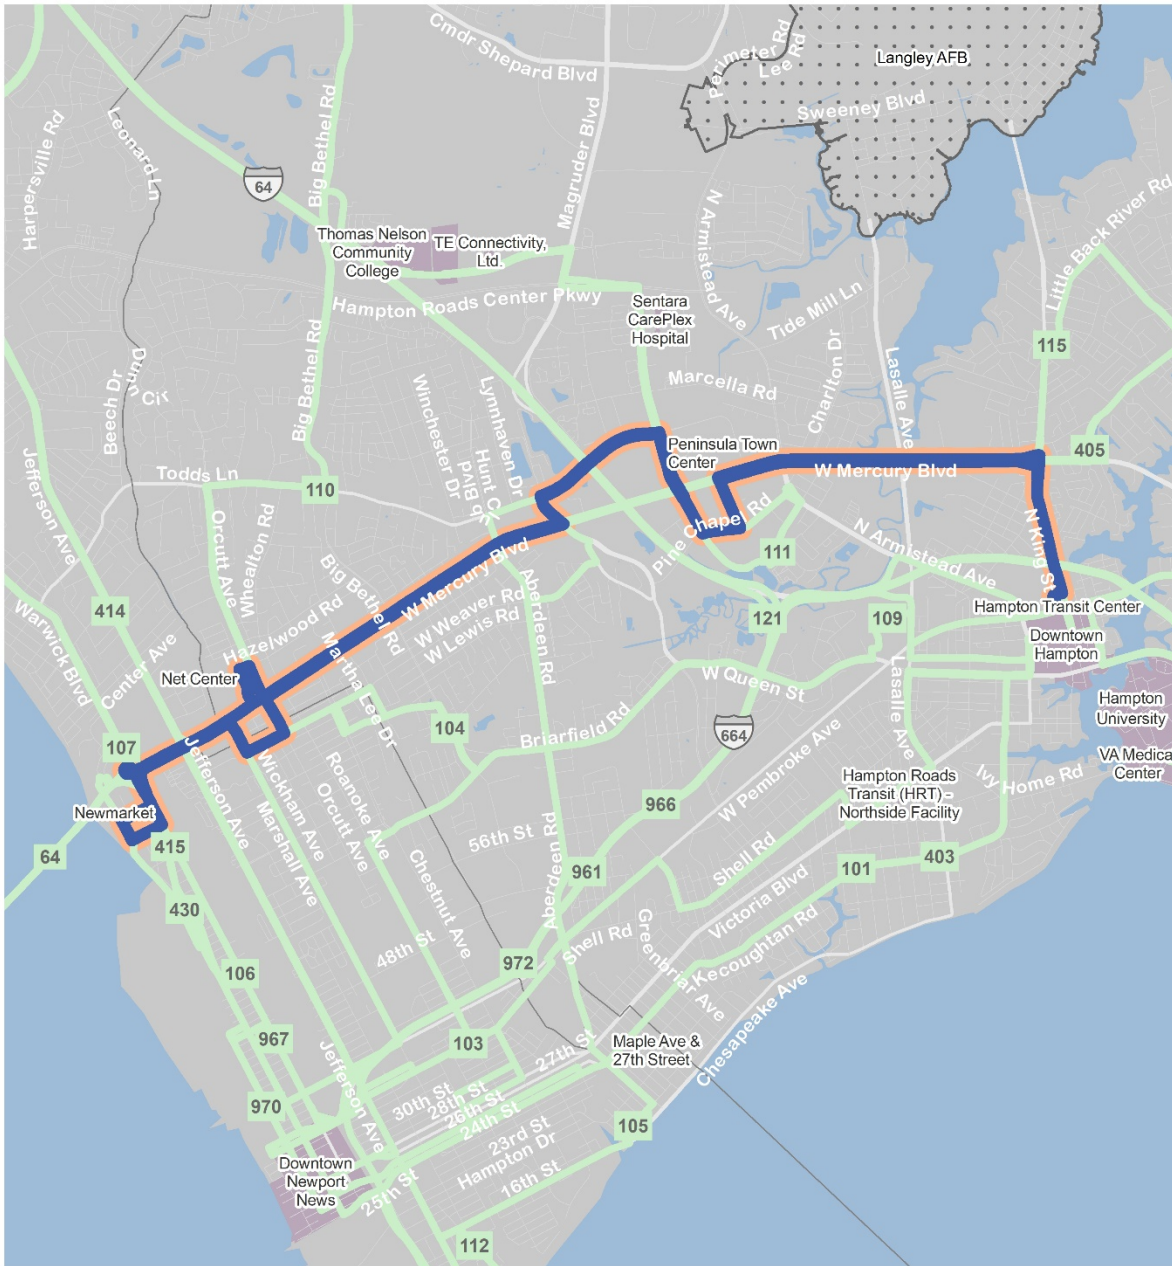 Cmdr Shepard Blvd
Perimeter Rd
Lee Rd
Langley AFB
Sweeney Blvd
Harpersville Rd
Leonard Ln
Big Bethel Rd
Magruder Blvd
64
N Armistead Ave
Little Back River Rd
Thomas Nelson
Community
College
TE Connectivity,
Ltd.
Hampton Roads Center Pkwy
Sentara
CarePlex
Hospital
Tide Mill Ln
115
Marcella Rd
Charlton Dr
Lasalle Ave
Beech Dr
Big Bethel Rd
Winchester Dr
Lynnhaven Dr
Peninsula Town
Center
405
Jefferson Ave
Todds Ln
110
W Mercury Blvd
Orcutt Ave
Whealton Rd
Pine Chapel Rd
N King St
111
N Armistead Ave
Big Bethel Rd
W Mercury Blvd
Aberdeen Rd
W Weaver Rd
W Lewis Rd
414
Warwick Blvd
Center Ave
Hazelwood Rd
Martha Lee Dr
121
109
Hampton Transit Center
Downtown
Hampton
Net Center
W Queen St
Lasalle Ave
Hampton
University
104
Briarfield Rd
664
107
Jefferson Ave
Wickham Ave
Marshall Ave
Roanoke Ave
Orcutt Ave
W Pembroke Ave
VA Medica
Center
Hampton Roads
Transit (HRT) –
Northside Facility
Ivy Home Rd
Newmarket
966
56th St
64
415
961
Shell Rd
101
403
Chestnut Ave
Aberdeen Rd
Victoria Blvd
430
48th St
972
Shell Rd
Greenbriar Ave
Kecoughtan Rd
106
Chesapeake Ave
967
103
27th St
Maple Ave &
27th Street
Jefferson Ave
970
30th St
28th St
26th St
24th St
105
23rd St
Hampton Dr
16th St
Downtown
Newport
News
25th St
112